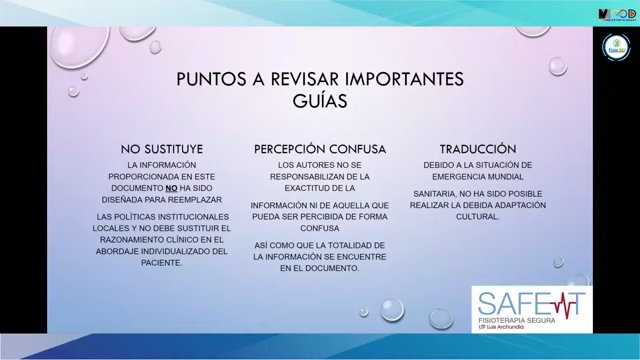 PUNTOS A REVISAR IMPORTANTES
GUÍAS
NO SUSTITUYE
LA INFORMACIÓN
PROPORCIONADA EN ESTE
DOCUMENTO NO HA SIDO
DISEÑADA PARA REEMPLAZAR
LAS POLÍTICAS INSTITUCIONALES
LOCALES Y NO DEBE SUSTITUIR EL
RAZONAMIENTO CLÍNICO EN EL
ABORDAJE INDIVIDUALIZADO DEL
PACIENTE.
PERCEPCIÓN CONFUSA
LOS AUTORES NO SE
RESPONSABILIZAN DE LA
EXACTITUD DE LA
INFORMACIÓN NI DE AQUELLA QUE
PUEDA SER PERCIBIDA DE FORMA
CONFUSA
ASÍ COMO QUE LA TOTALIDAD DE
LA INFORMACIÓN SE ENCUENTRE
EN EL DOCUMENTO.
TRADUCCIÓN
DEBIDO A LA SITUACIÓN DE
EMERGENCIA MUNDIAL
SANITARIA, NO HA SIDO POSIBLE
REALIZAR LA DEBIDA ADAPTACIÓN
CULTURAL.
SAFE T
FISIOTERAPIA SEGURA
LTF Luis Archundia